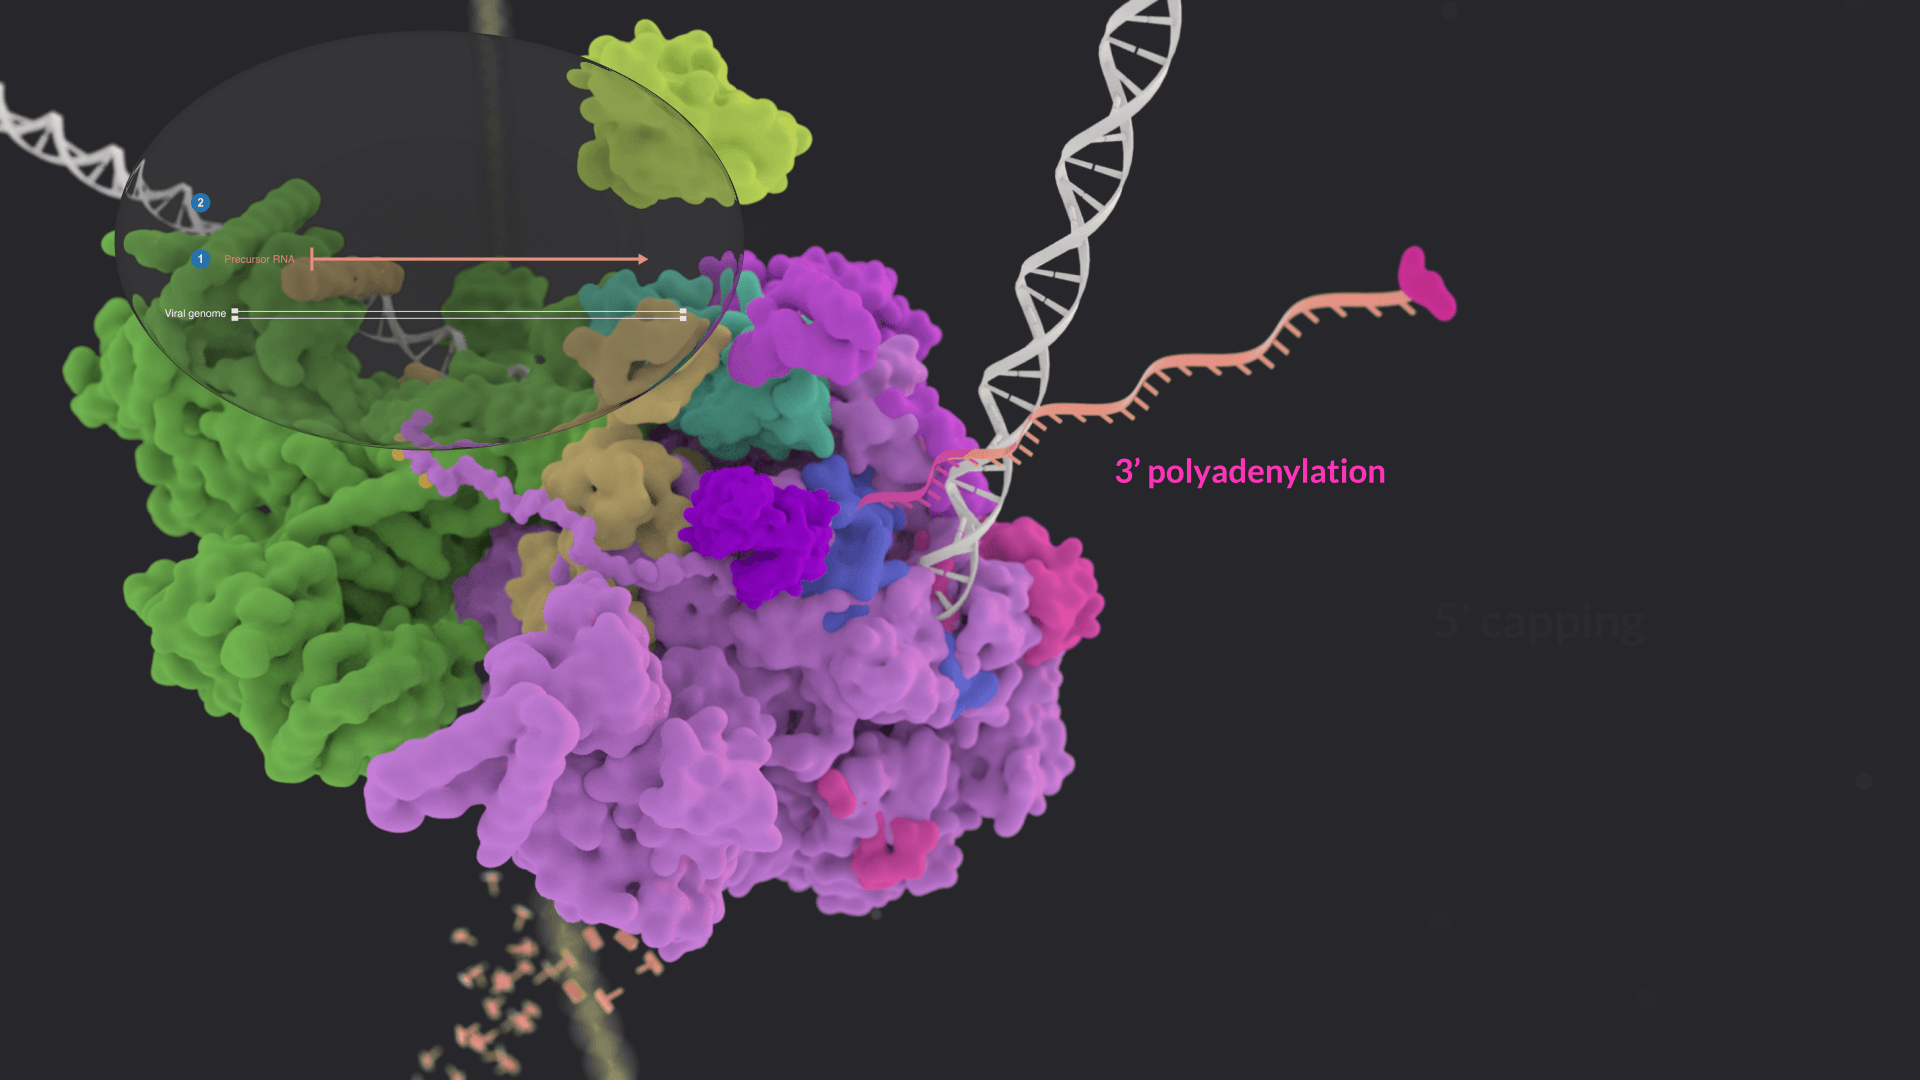 2
1 Precursor RNA
Viral genome
3’ polyadenylation
5’ capping